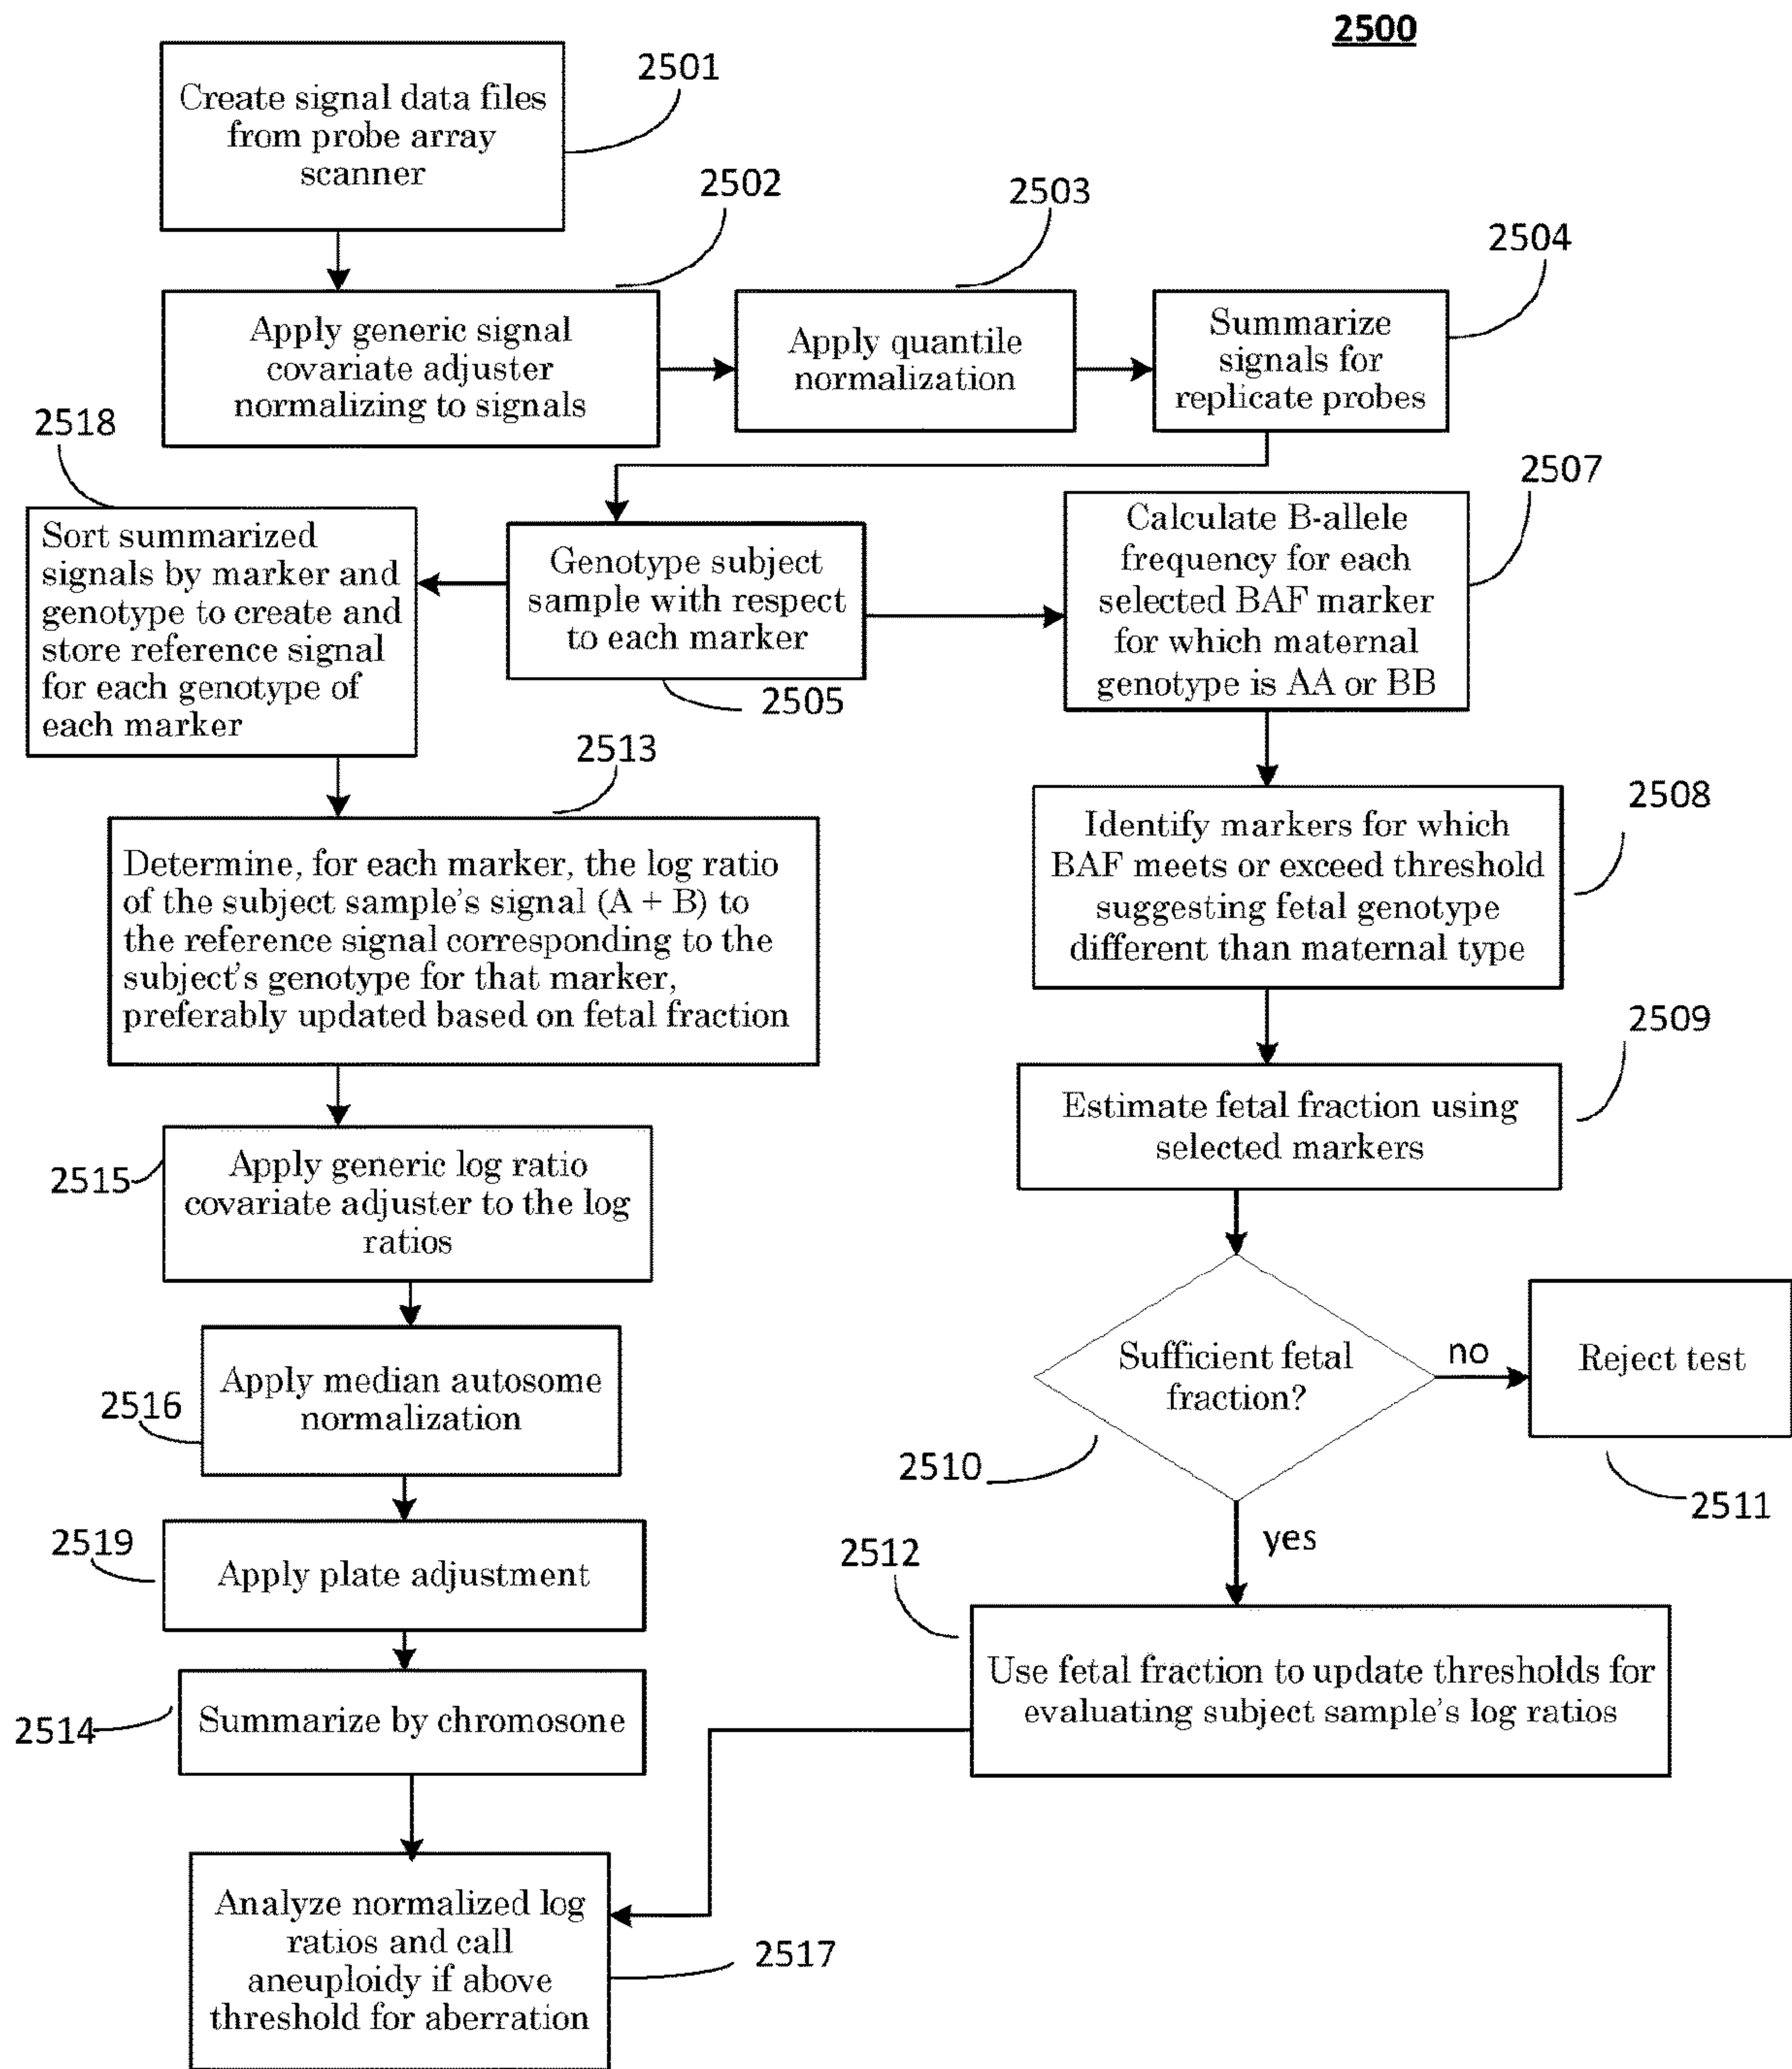 2500
Create signal data files
from probe array
scanner
2501
2502
2503
2504
Apply generic signal
covariate adjuster
normalizing to signals
Apply quantile
normalization
Summarize
signals for
replicate probes
2518
2507
Sort summarized
signals by marker and
genotype to create and
store reference signal
for each genotype of
each marker
Genotype subject
sample with respect
to each marker
2505
Calculate B-allele
frequency for each
selected BAF marker
for which maternal
genotype is AA or BB
2513
2508
Determine, for each marker, the log ratio
of the subject sample's signal (A + B) to
the reference signal corresponding to the
subject's genotype for that marker,
preferably updated based on fetal fraction
Identify markers for which
BAF meets or exceed threshold
suggesting fetal genotype
different than maternal type
2509
Estimate fetal fraction using
selected markers
2515
Apply generic log ratio
covariate adjuster to the log
ratios
Sufficient fetal
fraction?
no
Reject test
2516
Apply median autosome
normalization
2510
2511
yes
2519
Apply plate adjustment
2512
Use fetal fraction to update thresholds for
evaluating subject sample's log ratios
2514
Summarize by chromosone
Analyze normalized log
ratios and call
aneuploidy if above
threshold for aberration
2517